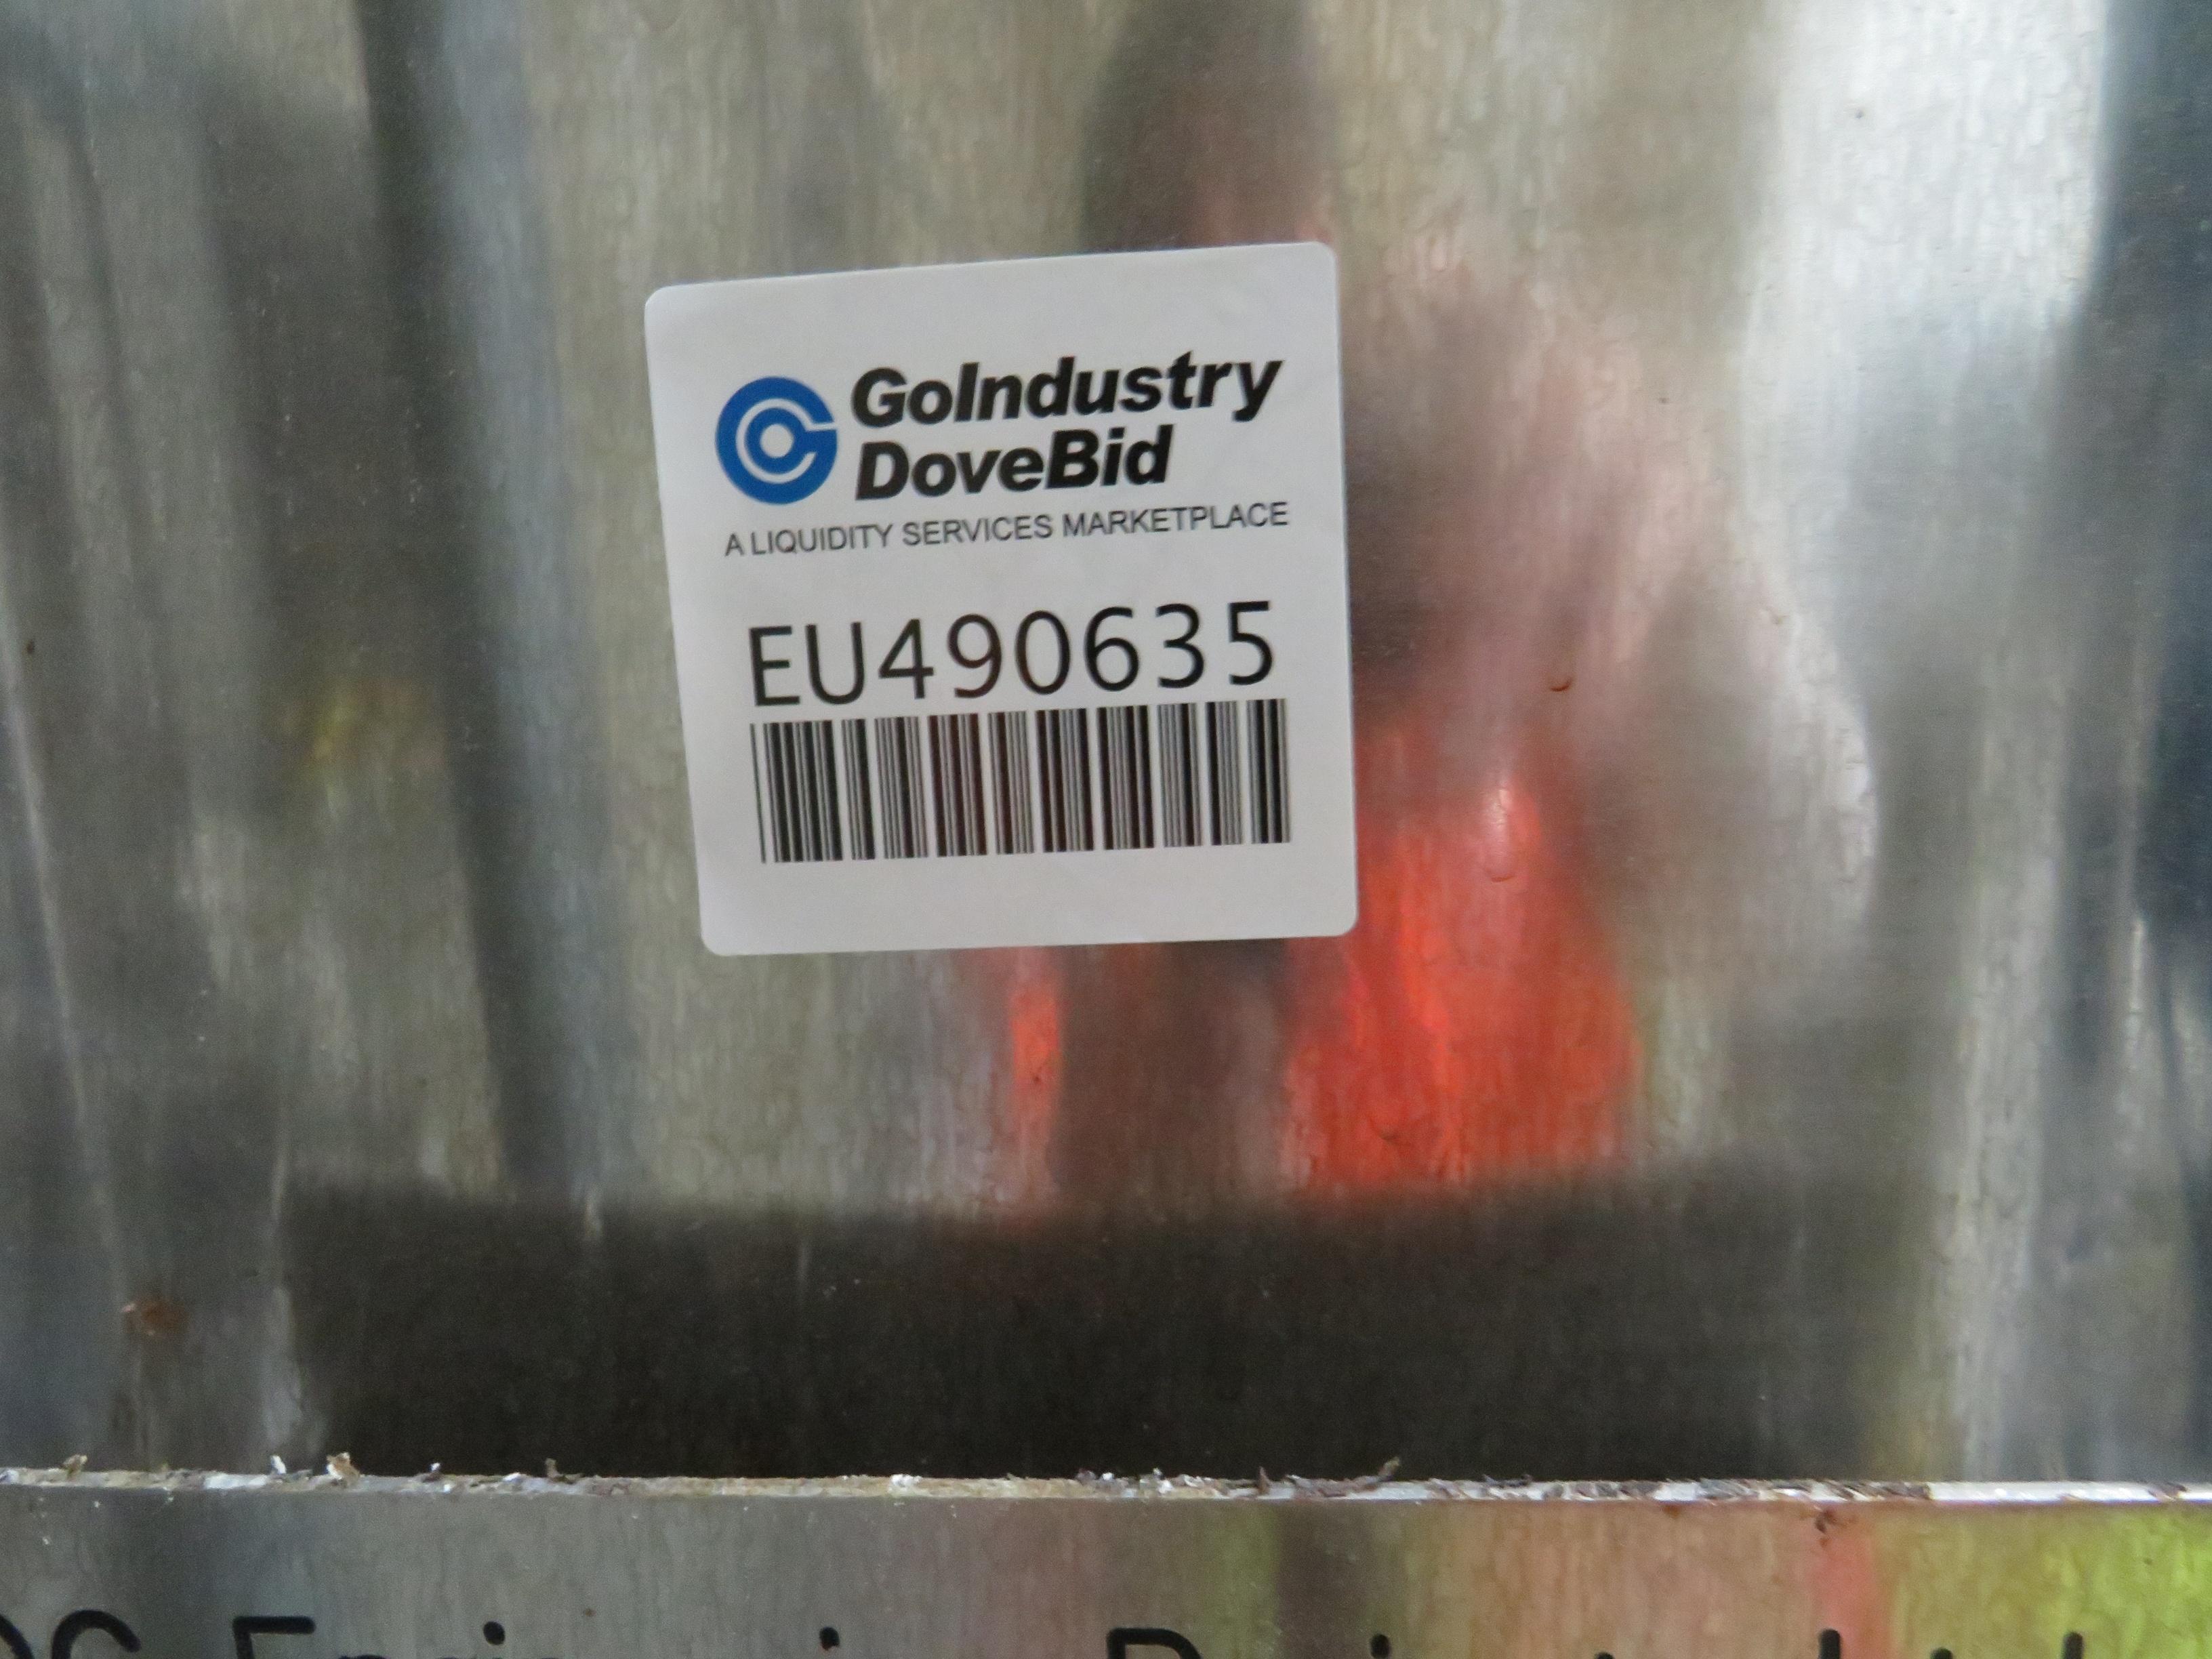 GoIndustry
DoveBid
A LIQUIDITY SERVICES MARKETPLACE
EU490635